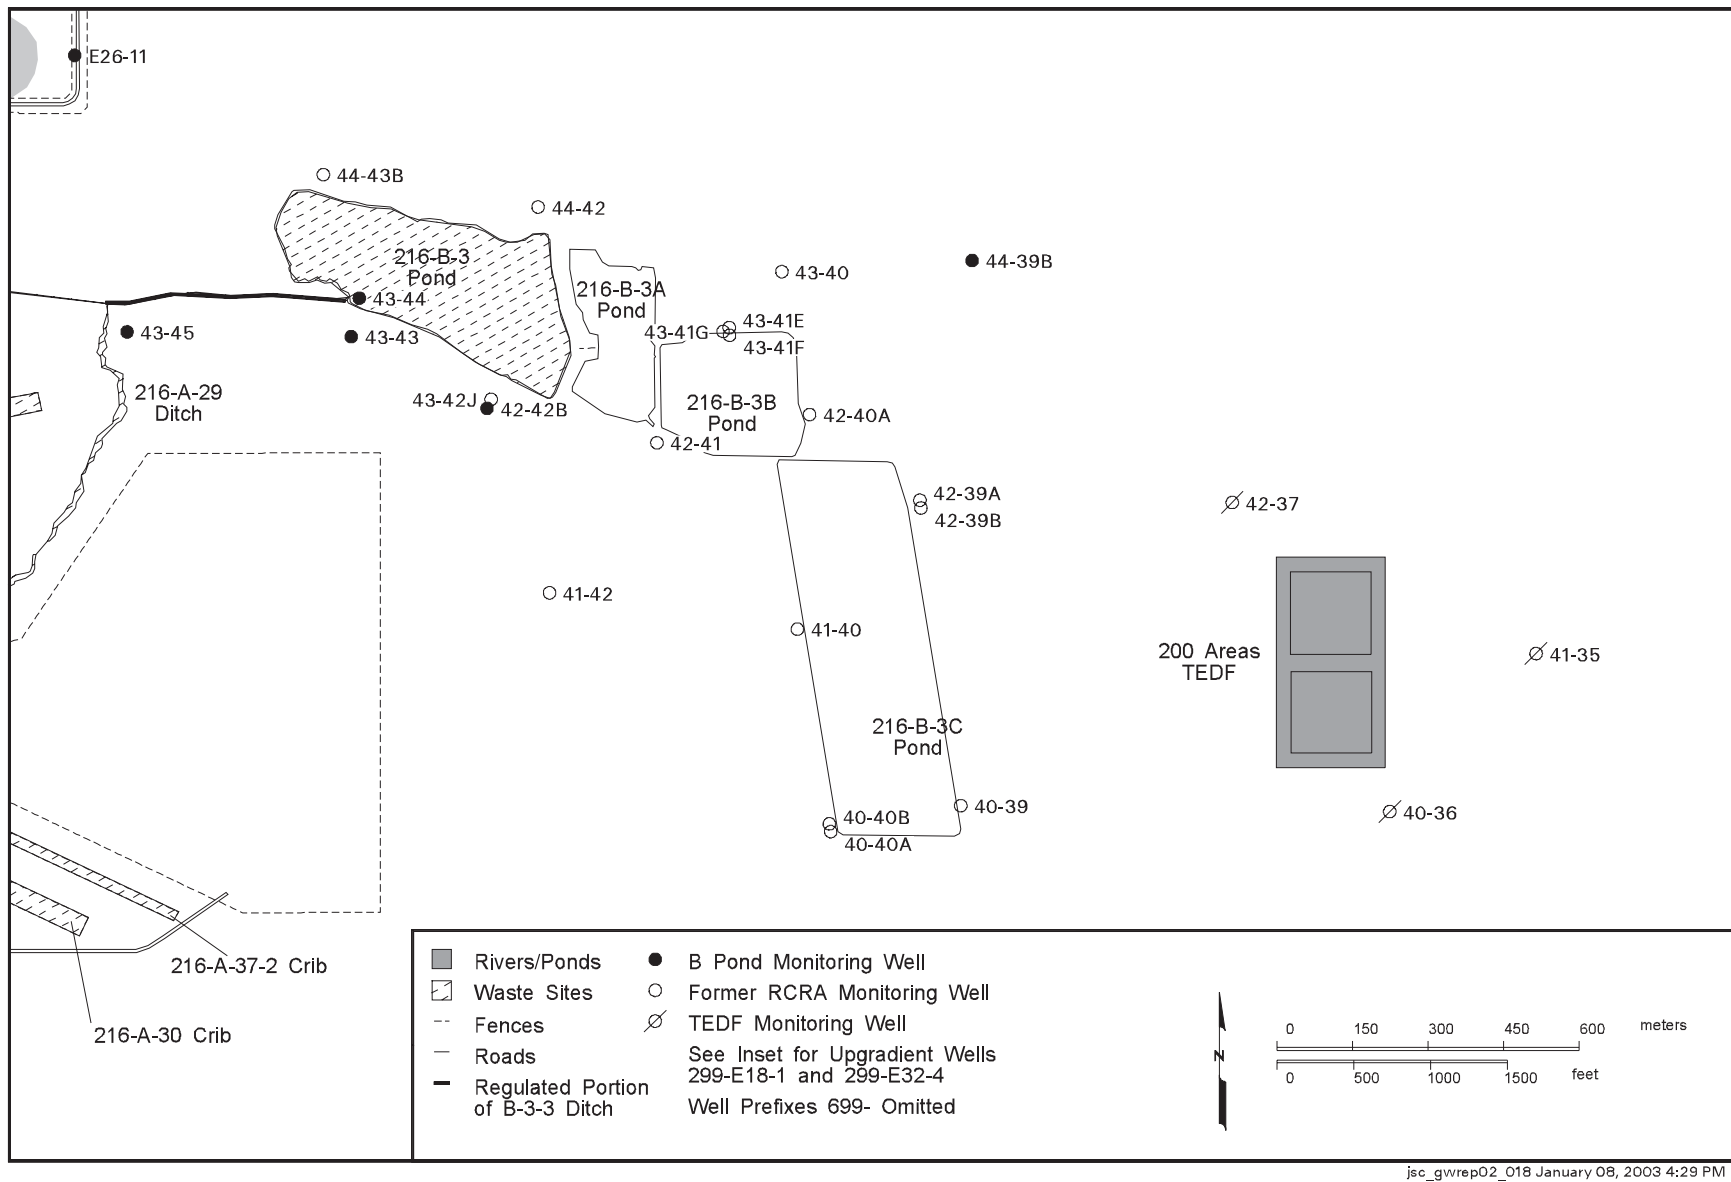 E26-11
44-43B
44-42
216-B-3
Pond
43-40
44-39B
216-B-3A
Pond
43-44
43-45
43-43
43-41G
43-41E
43-41F
216-A-29
Ditch
43-42J
42-42B
216-B-3B
Pond
42-40A
42-41
42-39A
42-39B
42-37
41-42
41-40
200 Areas
TEDF
41-35
216-B-3C
Pond
40-40B
40-40A
40-39
40-36
216-A-37-2 Crib
216-A-30 Crib
Rivers/Ponds
Waste Sites
Fences
Roads
Regulated Portion
of B-3-3 Ditch
B Pond Monitoring Well
Former RCRA Monitoring Well
TEDF Monitoring Well
See Inset for Upgradient Wells
299-E18-1 and 299-E32-4
Well Prefixes 699- Omitted
N
0 150 300 450 600 meters
0 500 1000 1500 feet
jsc_gwrep02_018 January 08, 2003 4:29 PM